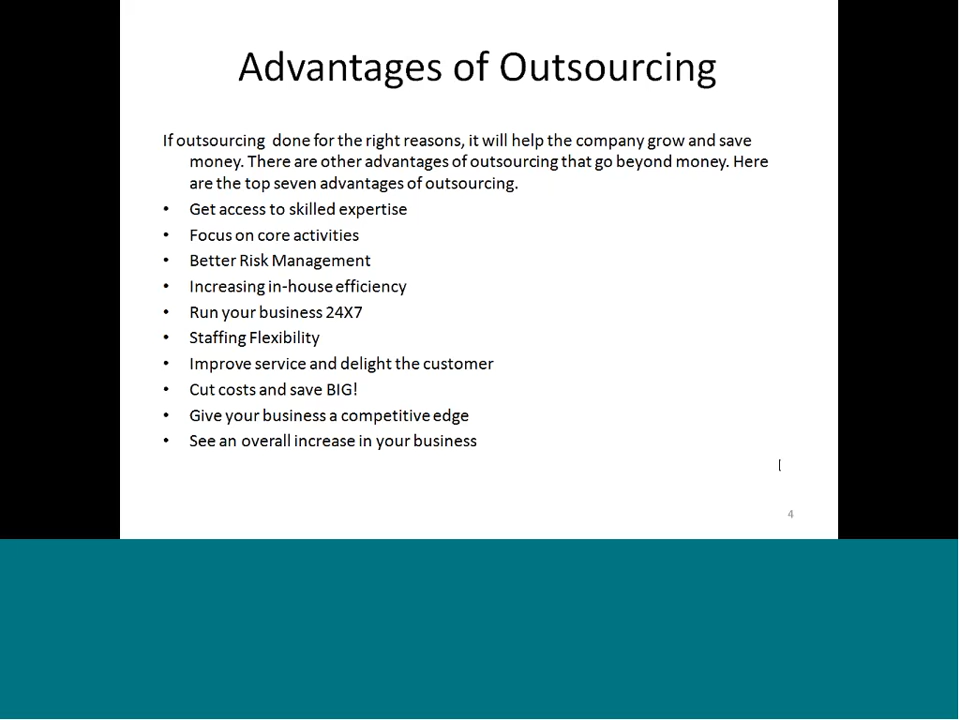 Advantages of Outsourcing
If outsourcing  done for the right reasons, it will help the company grow and save
money. There are other advantages of outsourcing that go beyond money. Here
are the top seven advantages of outsourcing.
• Get access to skilled expertise
• Focus on core activities
• Better Risk Management
• Increasing in-house efficiency
• Run your business 24X7
• Staffing Flexibility
• Improve service and delight the customer
• Cut costs and save BIG!
• Give your business a competitive edge
• See an overall increase in your business
4